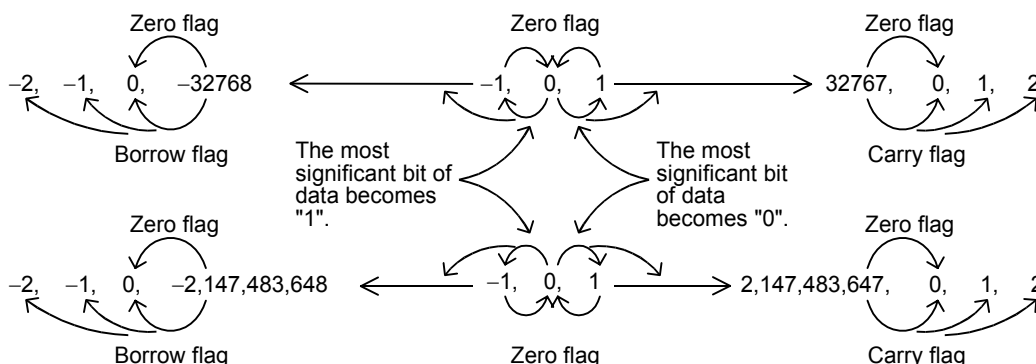 Zero flag Zero flag Zero flag
−2, −1, 0, −32768 −1, 0, 1 32767, 0, 1, 2
Borrow flag Carry flag
The most
significant bit of
data becomes
"1".
The most
significant bit
of data
becomes "0".
Zero flag Zero flag
−2, −1, 0, −2,147,483,648 −1, 0, 1 2,147,483,647, 0, 1, 2
Borrow flag Zero flag Carry flag